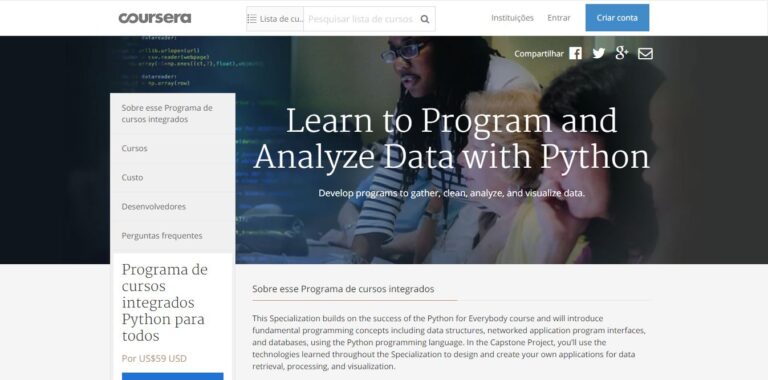 coursera
Lista de cu..
Pesquisar lista de cursos
Instituições
Entrar
Criar conta
Compartilhar
Learn to Program and
Analyze Data with Python
Develop programs to gather, clean, analyze, and visualize data.
Sobre esse Programa de
cursos integrados
Cursos
Custo
Desenvolvedores
Perguntas frequentes
Programa de
cursos
integrados
Python para
todos
Por US$59 USD
Sobre esse Programa de cursos integrados
This Specialization builds on the success of the Python for Everybody course and will introduce
fundamental programming concepts including data structures, networked application program interfaces,
and databases, using the Python programming language. In the Capstone Project, you'll use the
technologies learned throughout the Specialization to design and create your own applications for data
retrieval, processing, and visualization.